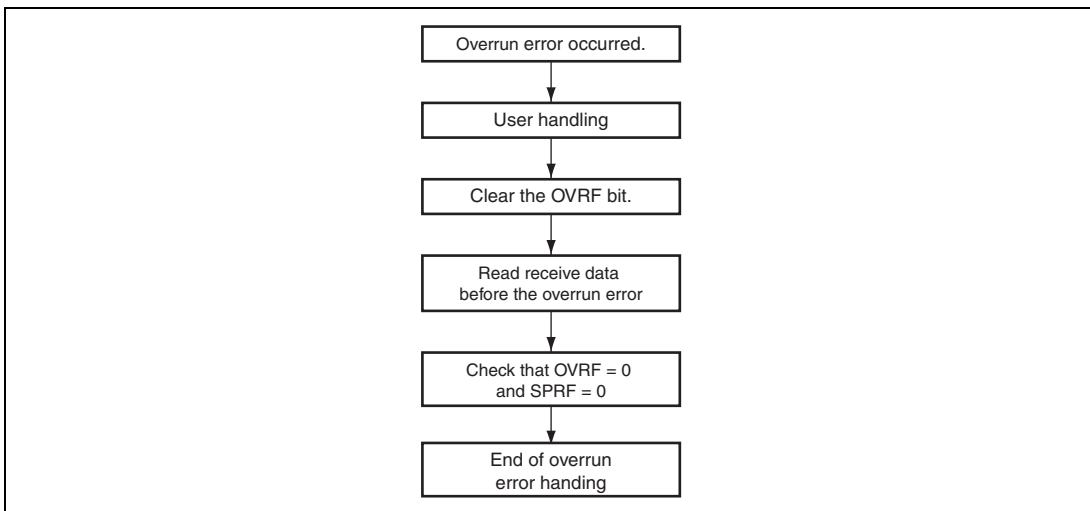 Overrun error occurred.
User handling
Clear the OVRF bit.
Read receive data
before the overrun error
Check that OVRF = 0
and SPRF = 0
End of overrun
error handing